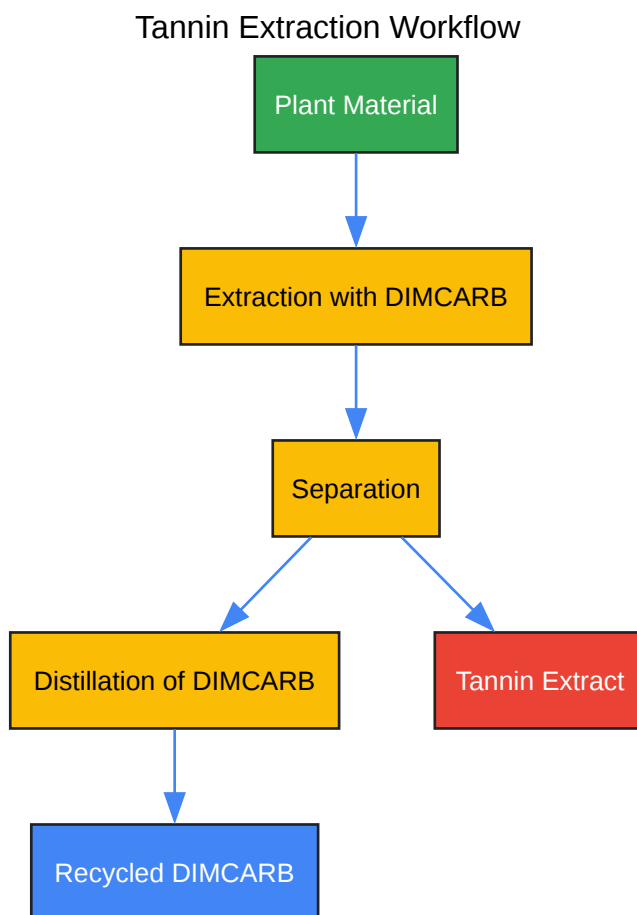 Tannin Extraction Workflow
Plant Material
Extraction with DIMCARB
Separation
Distillation of DIMCARB
Tannin Extract
Recycled DIMCARB